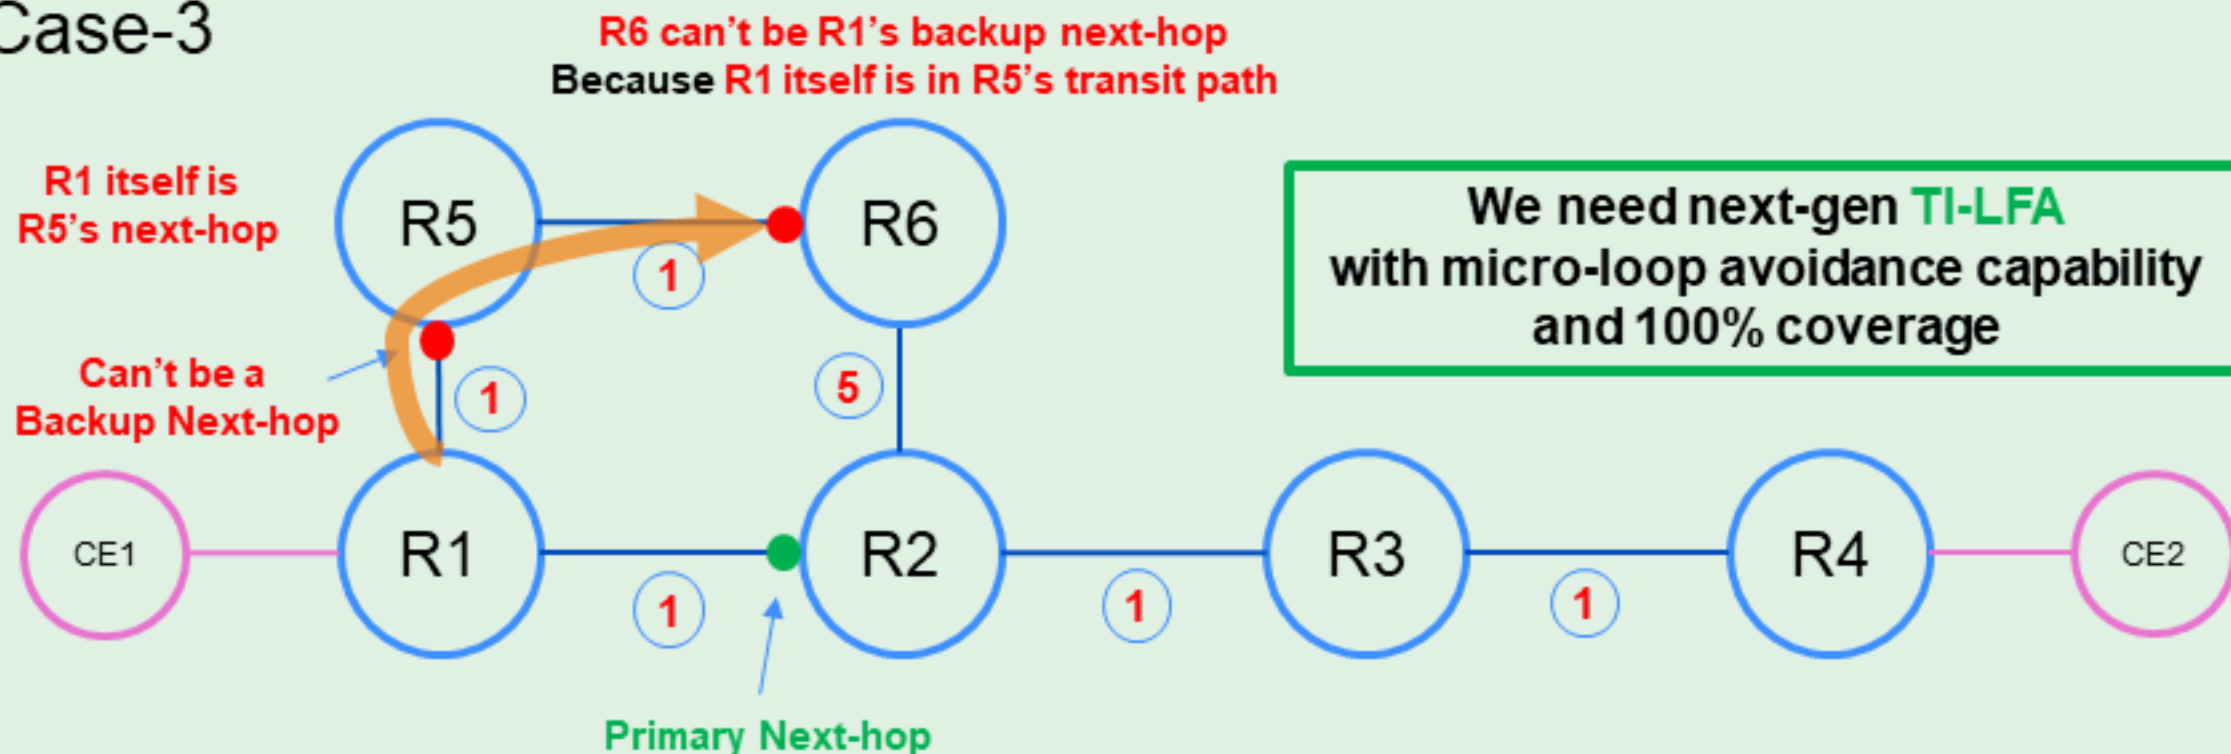 Case-3
R6 can't be R1's backup next-hop
Because R1 itself is in R5's transit path
R1 itself is
R5's next-hop
R5
R6
We need next-gen TI-LFA
with micro-loop avoidance capability
and 100% coverage
1
Can't be a
Backup Next-hop
1
5
CE1
R1
R2
R3
R4
CE2
1
1
1
Primary Next-hop